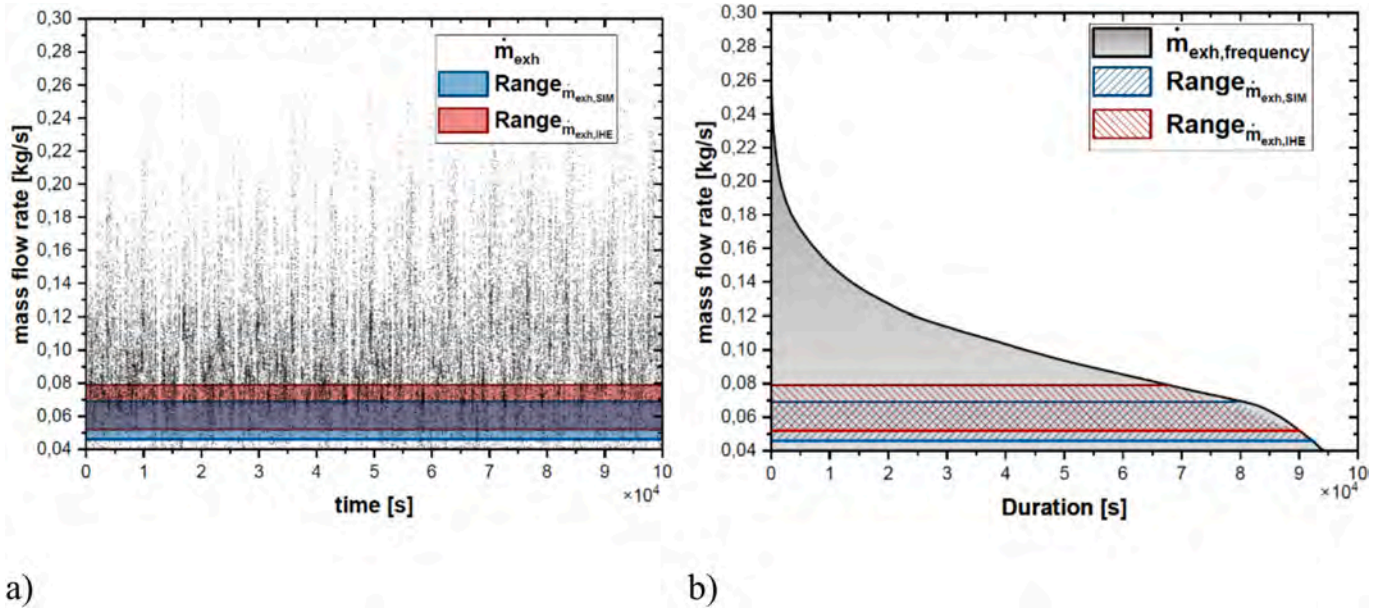 0,30
0,28
0,26
0,24
0,22
0,20
0,18
0,16
0,14
0,12
0,10
0,08
0,06
0,04
mass flow rate [kg/s]
ṁexh
Rangeṁexh,SIM
Rangeṁexh,IHE
0 1 2 3 4 5 6 7 8 9 10
×10⁴
time [s]
a)
0,30
0,28
0,26
0,24
0,22
0,20
0,18
0,16
0,14
0,12
0,10
0,08
0,06
0,04
mass flow rate [kg/s]
ṁexh,frequency
Rangeṁexh,SIM
Rangeṁexh,IHE
0 1 2 3 4 5 6 7 8 9 10
×10⁴
Duration [s]
b)